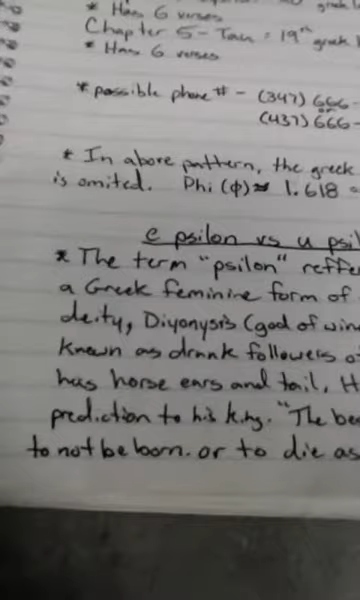 * Has 6 verses
Chapter 5 - Tau = 19th greek l
* Has 6 verses
* possible phone # - (347) 666-
or
(437) 666-
* In above pattern, the greek
is omited. Phi (φ) ≈ 1.618 =
e psilon vs u psil
* The term "psilon" reffe
a Greek feminine form of
deity, Diyonysis (god of win
Known as drunk followers of
has horse ears and tail. H
prediction to his king. "The be
to not be born. or to die as